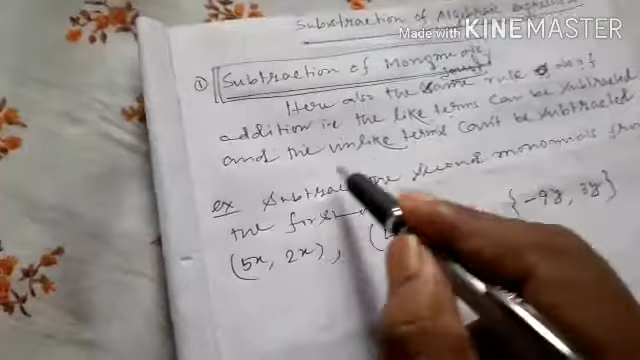 Subtraction of Algebraic expression
Made with KINEMASTER
① Subtraction of Monomials
Here also the same rule of
addition ie the like terms can be subtracted
and the unlike terms can't be subtracted
ex Subtract the second monomials from
the first
(5x, 2x), { -9y, 3y }